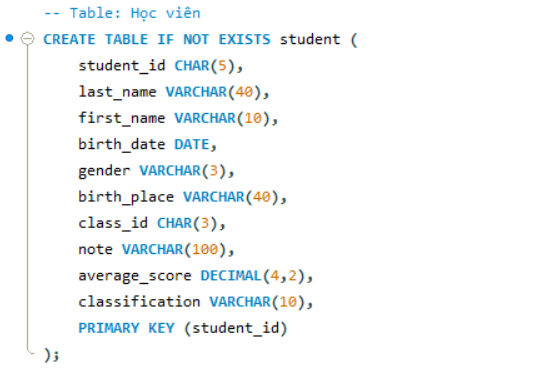 -- Table: Học viên
CREATE TABLE IF NOT EXISTS student (
student_id CHAR(5),
last_name VARCHAR(40),
first_name VARCHAR(10),
birth_date DATE,
gender VARCHAR(3),
birth_place VARCHAR(40),
class_id CHAR(3),
note VARCHAR(100),
average_score DECIMAL(4,2),
classification VARCHAR(10),
PRIMARY KEY (student_id)
);